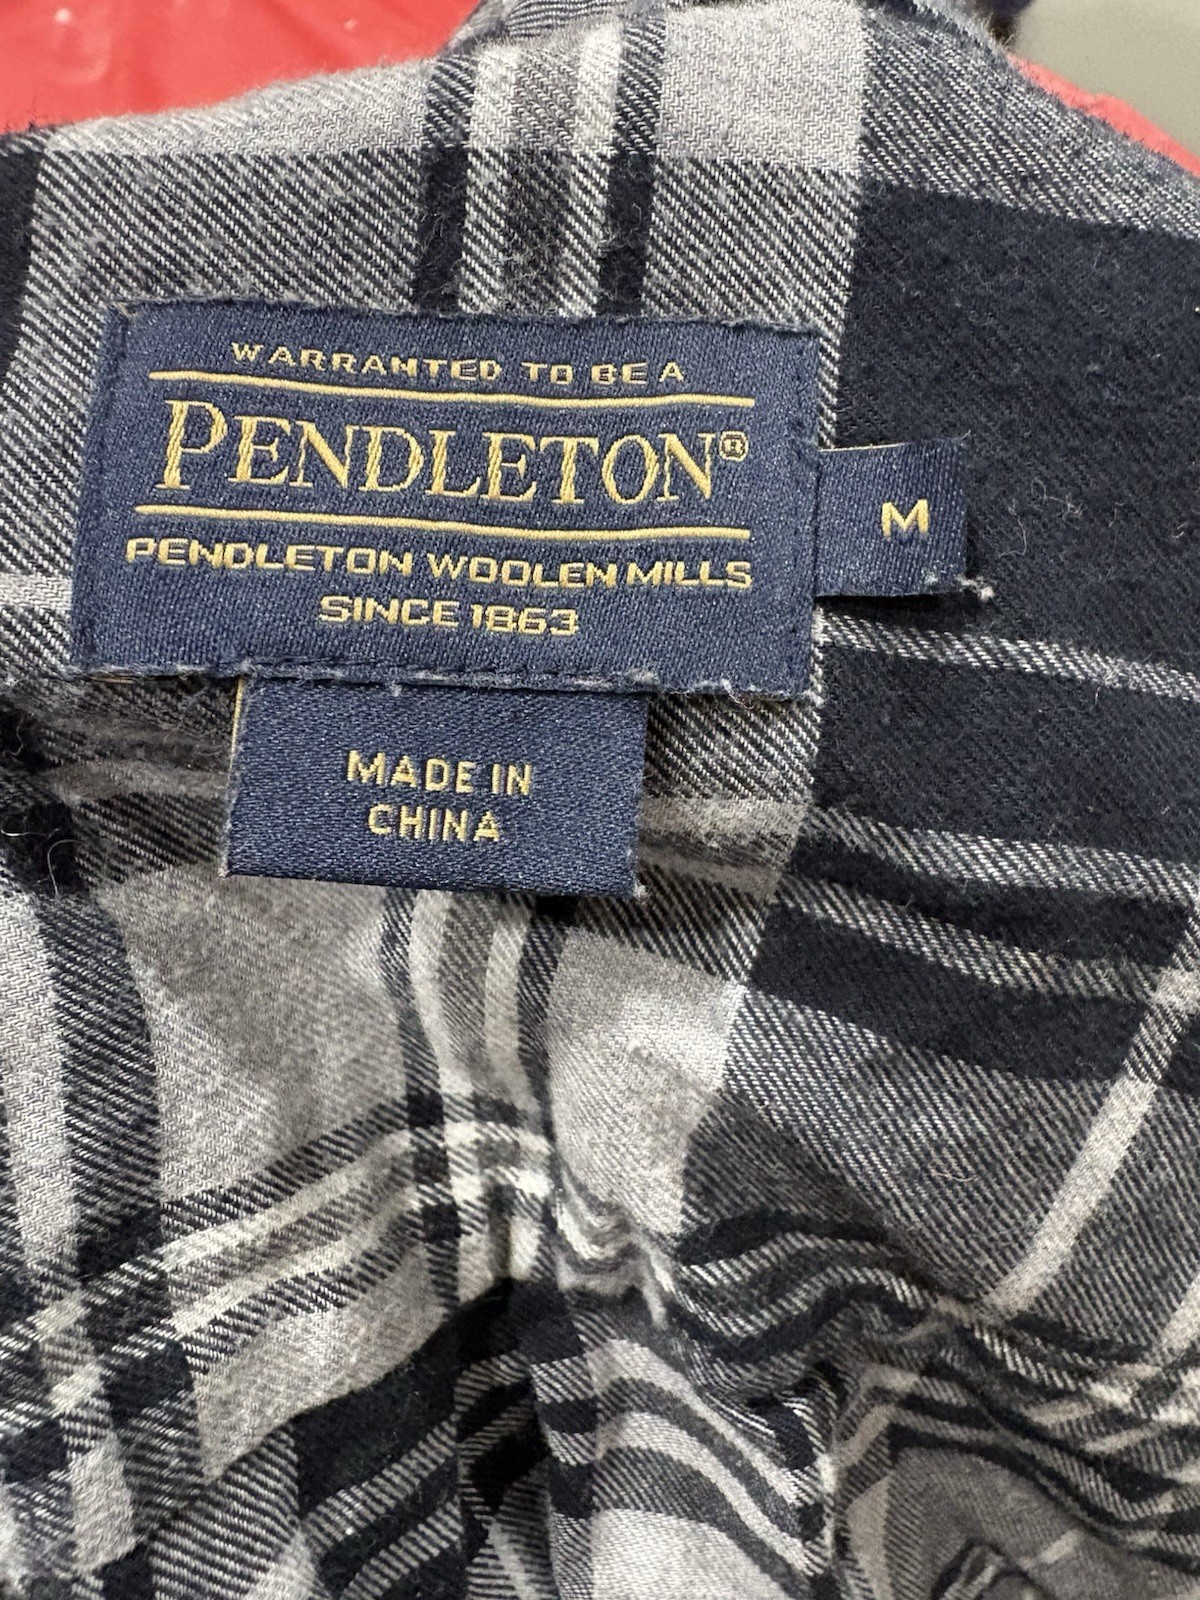 WARRANTED TO BE A
PENDLETON®
PENDLETON WOOLEN MILLS
SINCE 1863
M
MADE IN
CHINA